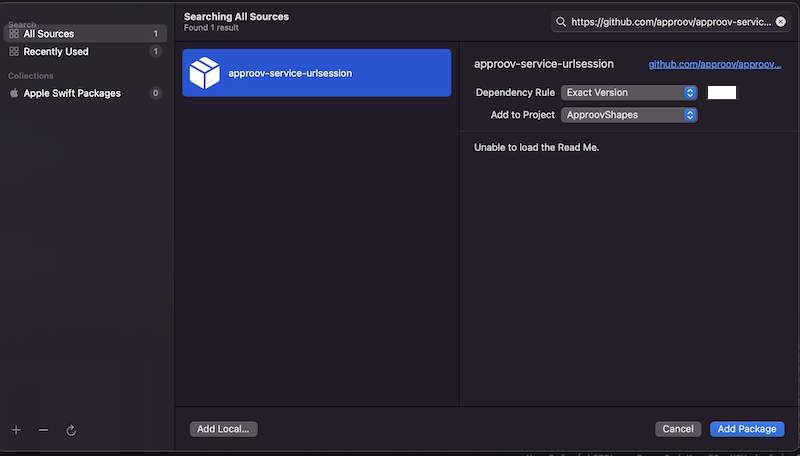 Search
All Sources 1
Recently Used 1
Collections
Apple Swift Packages 0
Searching All Sources
Found 1 result
https://github.com/approov/approov-servic...
approov-service-urlsession
approov-service-urlsession github.com/approov/approov...
Dependency Rule Exact Version
Add to Project ApproovShapes
Unable to load the Read Me.
Add Local...
Cancel
Add Package